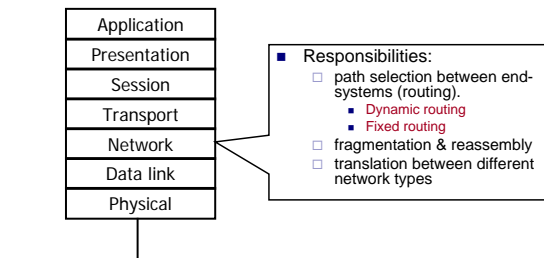 Application
Presentation
Session
Transport
Network
Data link
Physical
Responsibilities:
path selection between end-
systems (routing).
Dynamic routing
Fixed routing
fragmentation & reassembly
translation between different
network types